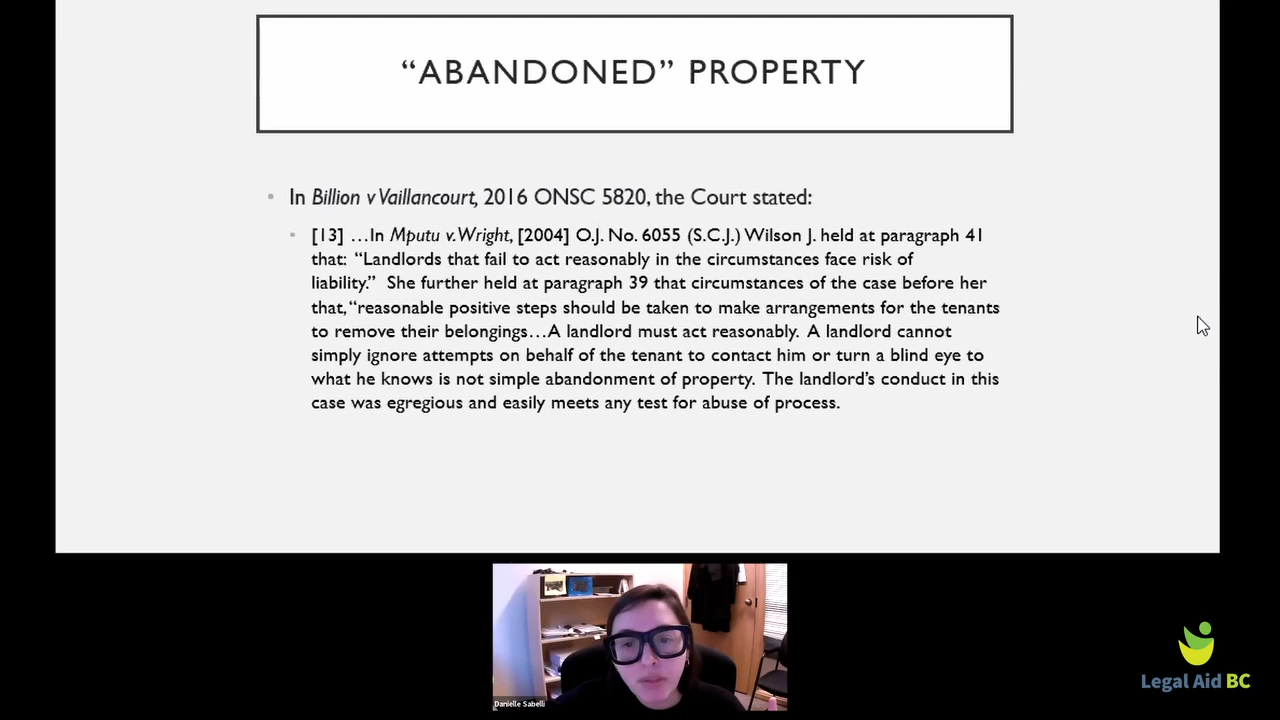 “ABANDONED” PROPERTY
• In Billion v Vaillancourt, 2016 ONSC 5820, the Court stated:
• [13] …In Mputu v. Wright, [2004] O.J. No. 6055 (S.C.J.) Wilson J. held at paragraph 41
that: “Landlords that fail to act reasonably in the circumstances face risk of
liability.” She further held at paragraph 39 that circumstances of the case before her
that, “reasonable positive steps should be taken to make arrangements for the tenants
to remove their belongings…A landlord must act reasonably. A landlord cannot
simply ignore attempts on behalf of the tenant to contact him or turn a blind eye to
what he knows is not simple abandonment of property. The landlord’s conduct in this
case was egregious and easily meets any test for abuse of process.
Danielle Sabelli
Legal Aid BC